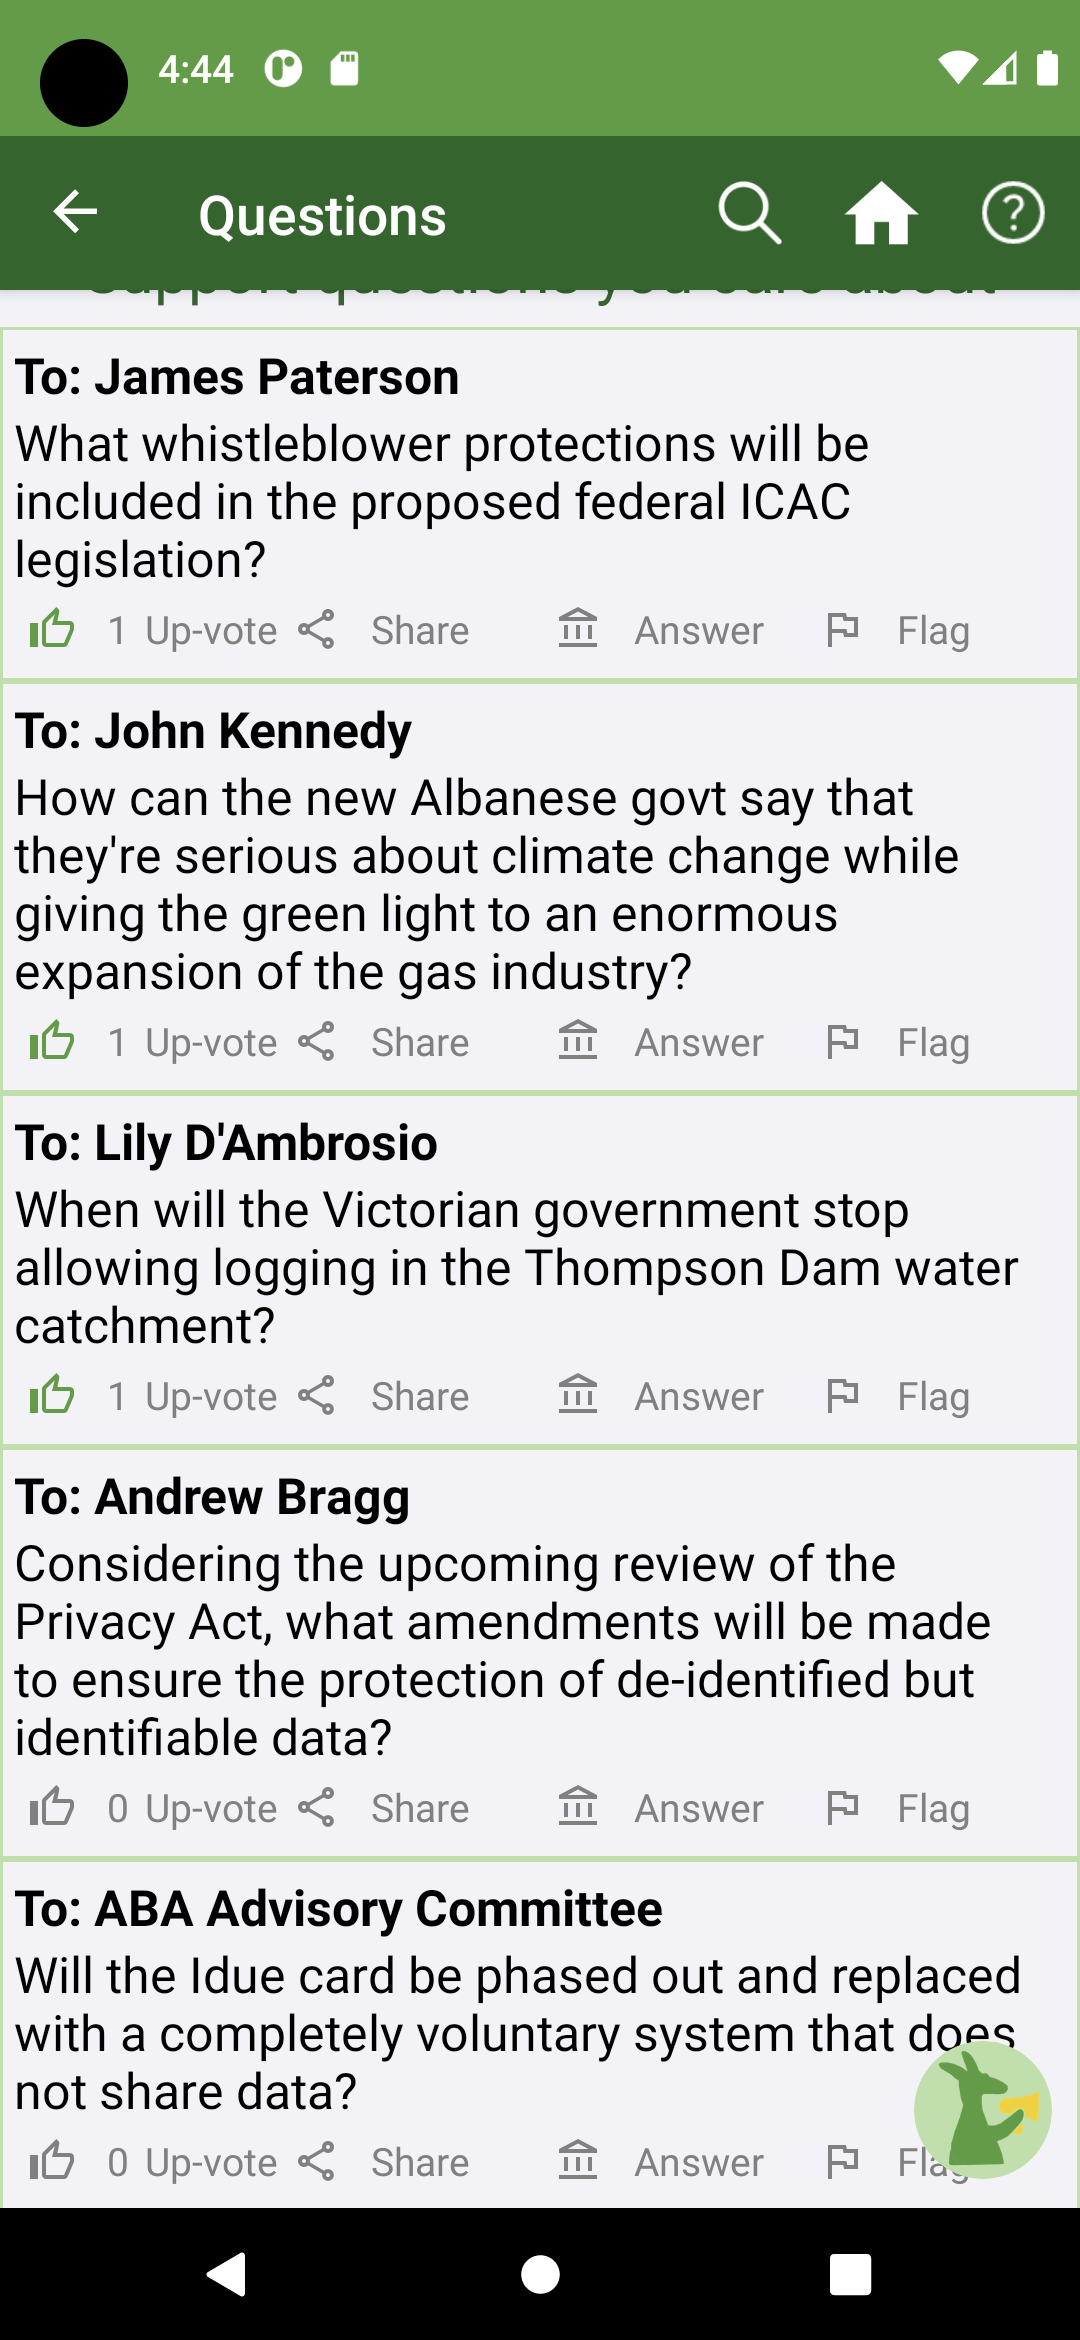 4:44
Questions
Support questions you care about
To: James Paterson
What whistleblower protections will be
included in the proposed federal ICAC
legislation?
1 Up-vote Share Answer Flag
To: John Kennedy
How can the new Albanese govt say that
they're serious about climate change while
giving the green light to an enormous
expansion of the gas industry?
1 Up-vote Share Answer Flag
To: Lily D'Ambrosio
When will the Victorian government stop
allowing logging in the Thompson Dam water
catchment?
1 Up-vote Share Answer Flag
To: Andrew Bragg
Considering the upcoming review of the
Privacy Act, what amendments will be made
to ensure the protection of de-identified but
identifiable data?
0 Up-vote Share Answer Flag
To: ABA Advisory Committee
Will the Idue card be phased out and replaced
with a completely voluntary system that does
not share data?
0 Up-vote Share Answer Flag